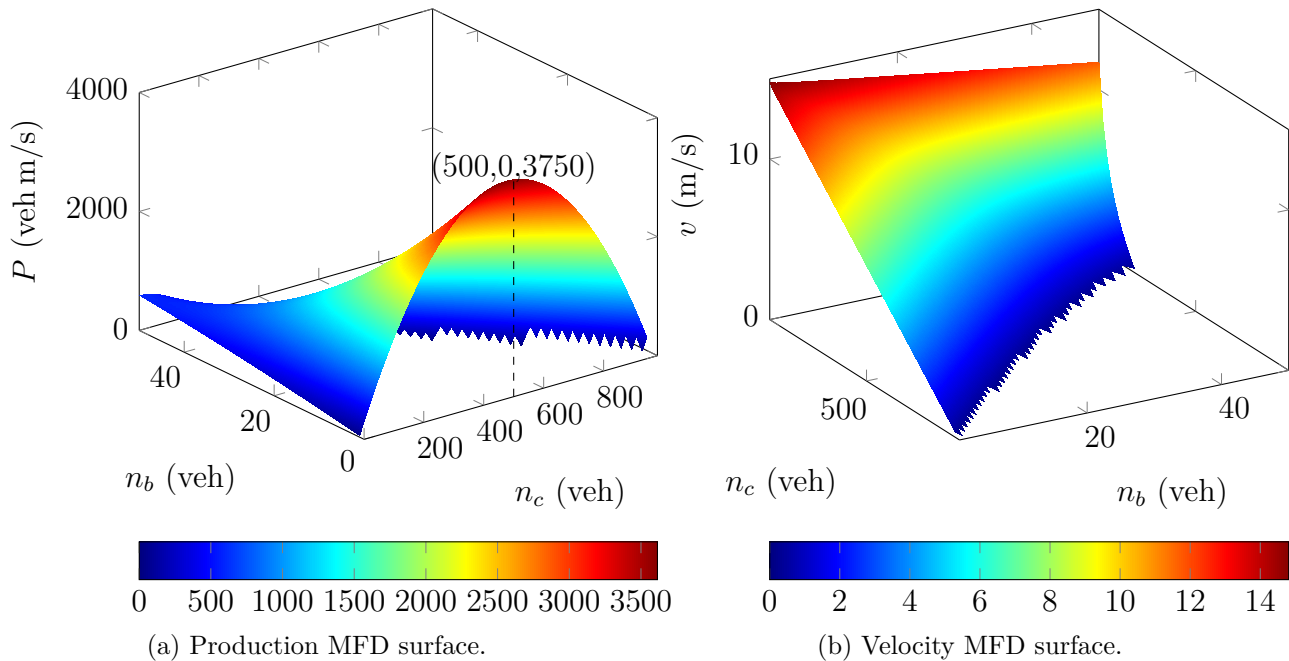 4000
2000
0
P (veh m/s)
(500,0,3750)
40
20
0
200
400
600
800
n_b (veh)
n_c (veh)
0 500 1000 1500 2000 2500 3000 3500
(a) Production MFD surface.
10
0
v (m/s)
500
20
40
n_c (veh)
n_b (veh)
0 2 4 6 8 10 12 14
(b) Velocity MFD surface.